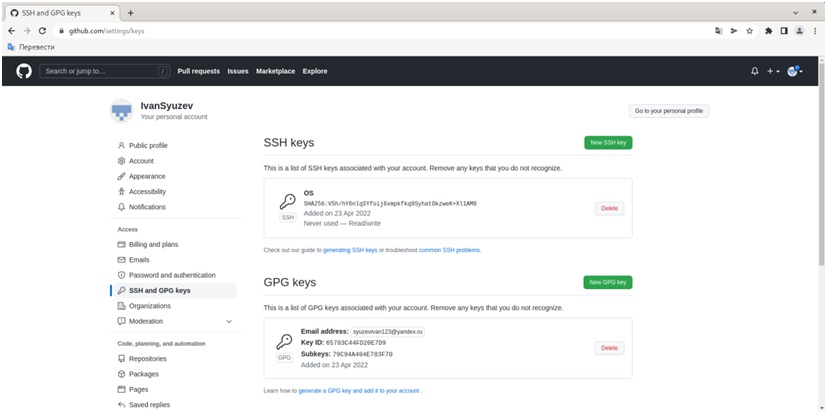 SSH and GPG keys
github.com/settings/keys
Перевести
Search or jump to… /
Pull requests Issues Marketplace Explore
IvanSyuzev
Your personal account
Go to your personal profile
Public profile
Account
Appearance
Accessibility
Notifications
Access
Billing and plans
Emails
Password and authentication
SSH and GPG keys
Organizations
Moderation
Code, planning, and automation
Repositories
Packages
Pages
Saved replies
SSH keys
New SSH key
This is a list of SSH keys associated with your account. Remove any keys that you do not recognize.
SSH
OS
Added on 23 Apr 2022
Never used — Read/write
Delete
Check out our guide to generating SSH keys or troubleshoot common SSH problems.
GPG keys
New GPG key
This is a list of GPG keys associated with your account. Remove any keys that you do not recognize.
GPG
Email address: syuzevivan123@yandex.ru
Key ID: 65783C44FD20E7D9
Subkeys: 79C94A404E783F70
Added on 23 Apr 2022
Delete
Learn how to generate a GPG key and add it to your account .